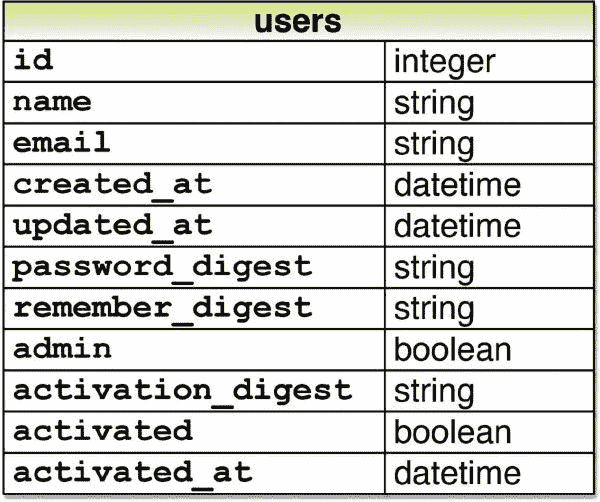 users
id integer
name string
email string
created_at datetime
updated_at datetime
password_digest string
remember_digest string
admin boolean
activation_digest string
activated boolean
activated_at datetime